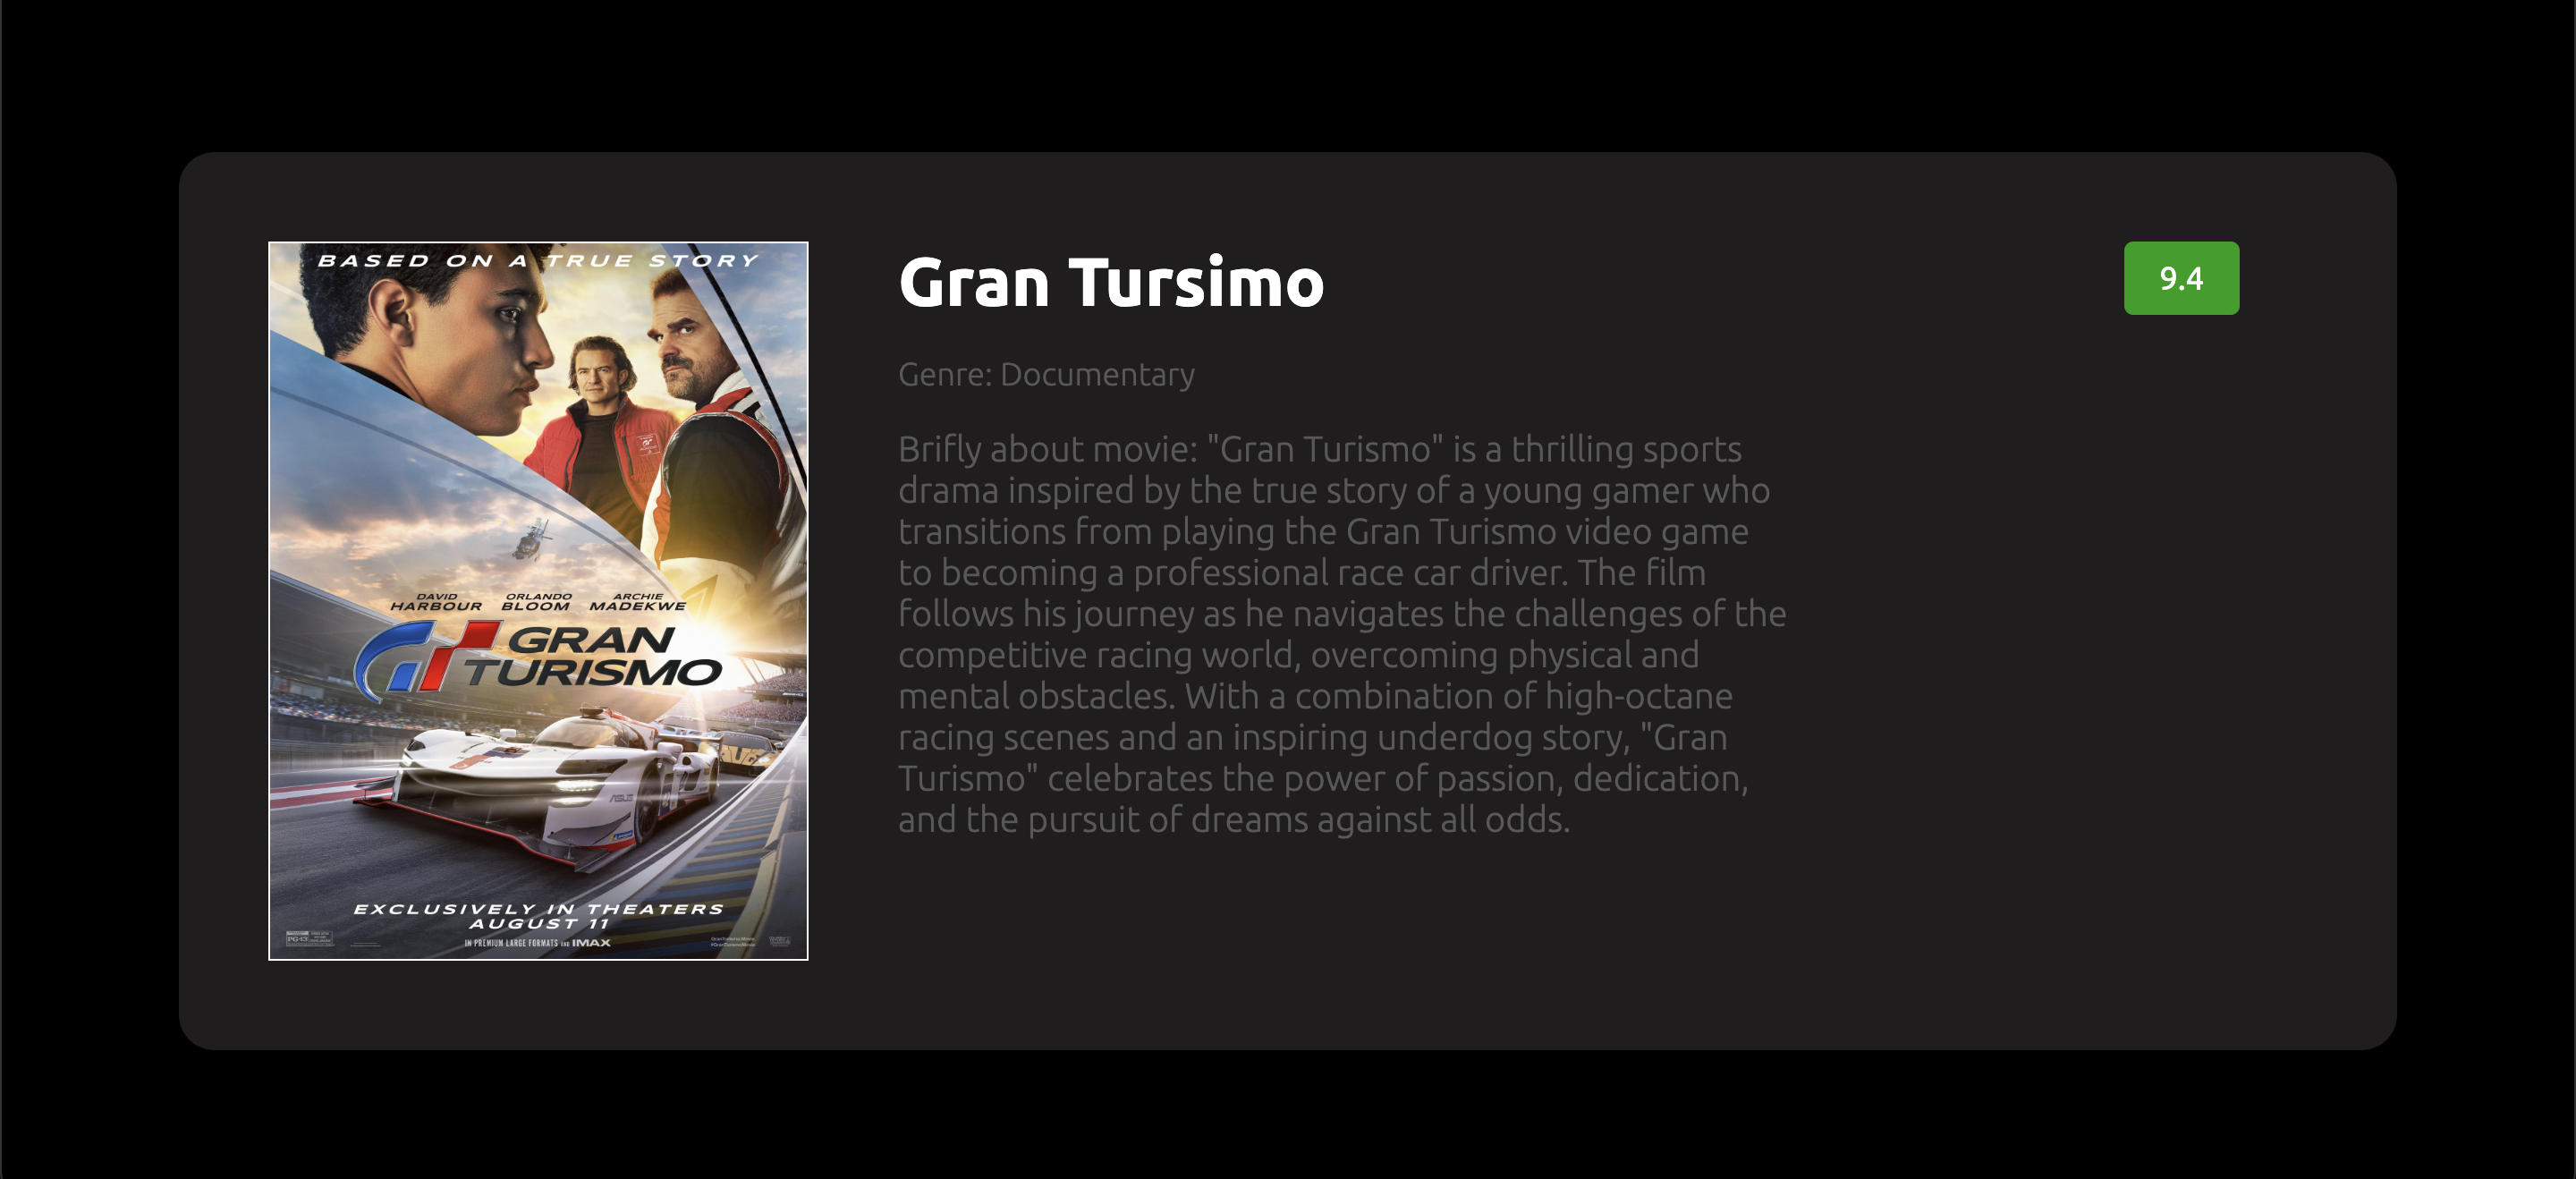 BASED ON A TRUE STORY
DAVID HARBOUR ORLANDO BLOOM ARCHIE MADEKWE
GRAN
TURISMO
EXCLUSIVELY IN THEATERS
AUGUST 11
IN PREMIUM LARGE FORMATS AND IMAX
PG-13
Gran Tursimo
9.4
Genre: Documentary
Brifly about movie: "Gran Turismo" is a thrilling sports
drama inspired by the true story of a young gamer who
transitions from playing the Gran Turismo video game
to becoming a professional race car driver. The film
follows his journey as he navigates the challenges of the
competitive racing world, overcoming physical and
mental obstacles. With a combination of high-octane
racing scenes and an inspiring underdog story, "Gran
Turismo" celebrates the power of passion, dedication,
and the pursuit of dreams against all odds.